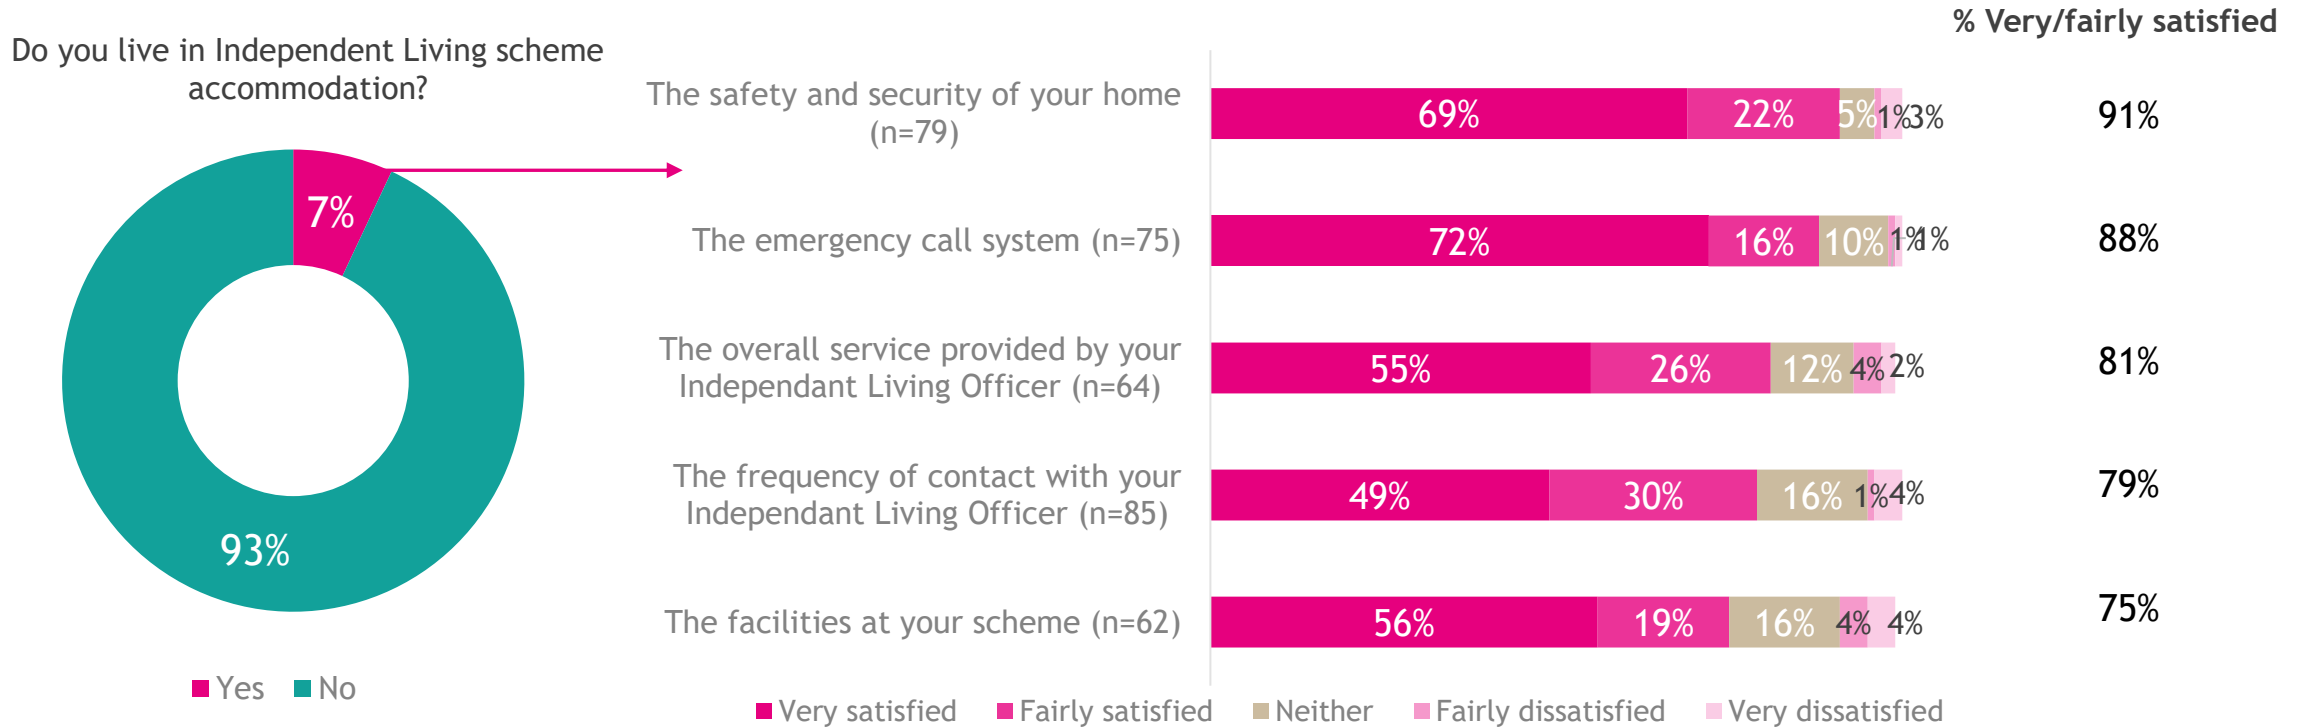 % Very/fairly satisfied
Do you live in Independent Living scheme
accommodation?
7%
93%
Yes No
The safety and security of your home
(n=79)
69% 22% 5% 1% 3% 91%
The emergency call system (n=75)
72% 16% 10% 1% 1% 88%
The overall service provided by your
Independant Living Officer (n=64)
55% 26% 12% 4% 2% 81%
The frequency of contact with your
Independant Living Officer (n=85)
49% 30% 16% 1% 4% 79%
The facilities at your scheme (n=62)
56% 19% 16% 4% 4% 75%
Very satisfied Fairly satisfied Neither Fairly dissatisfied Very dissatisfied